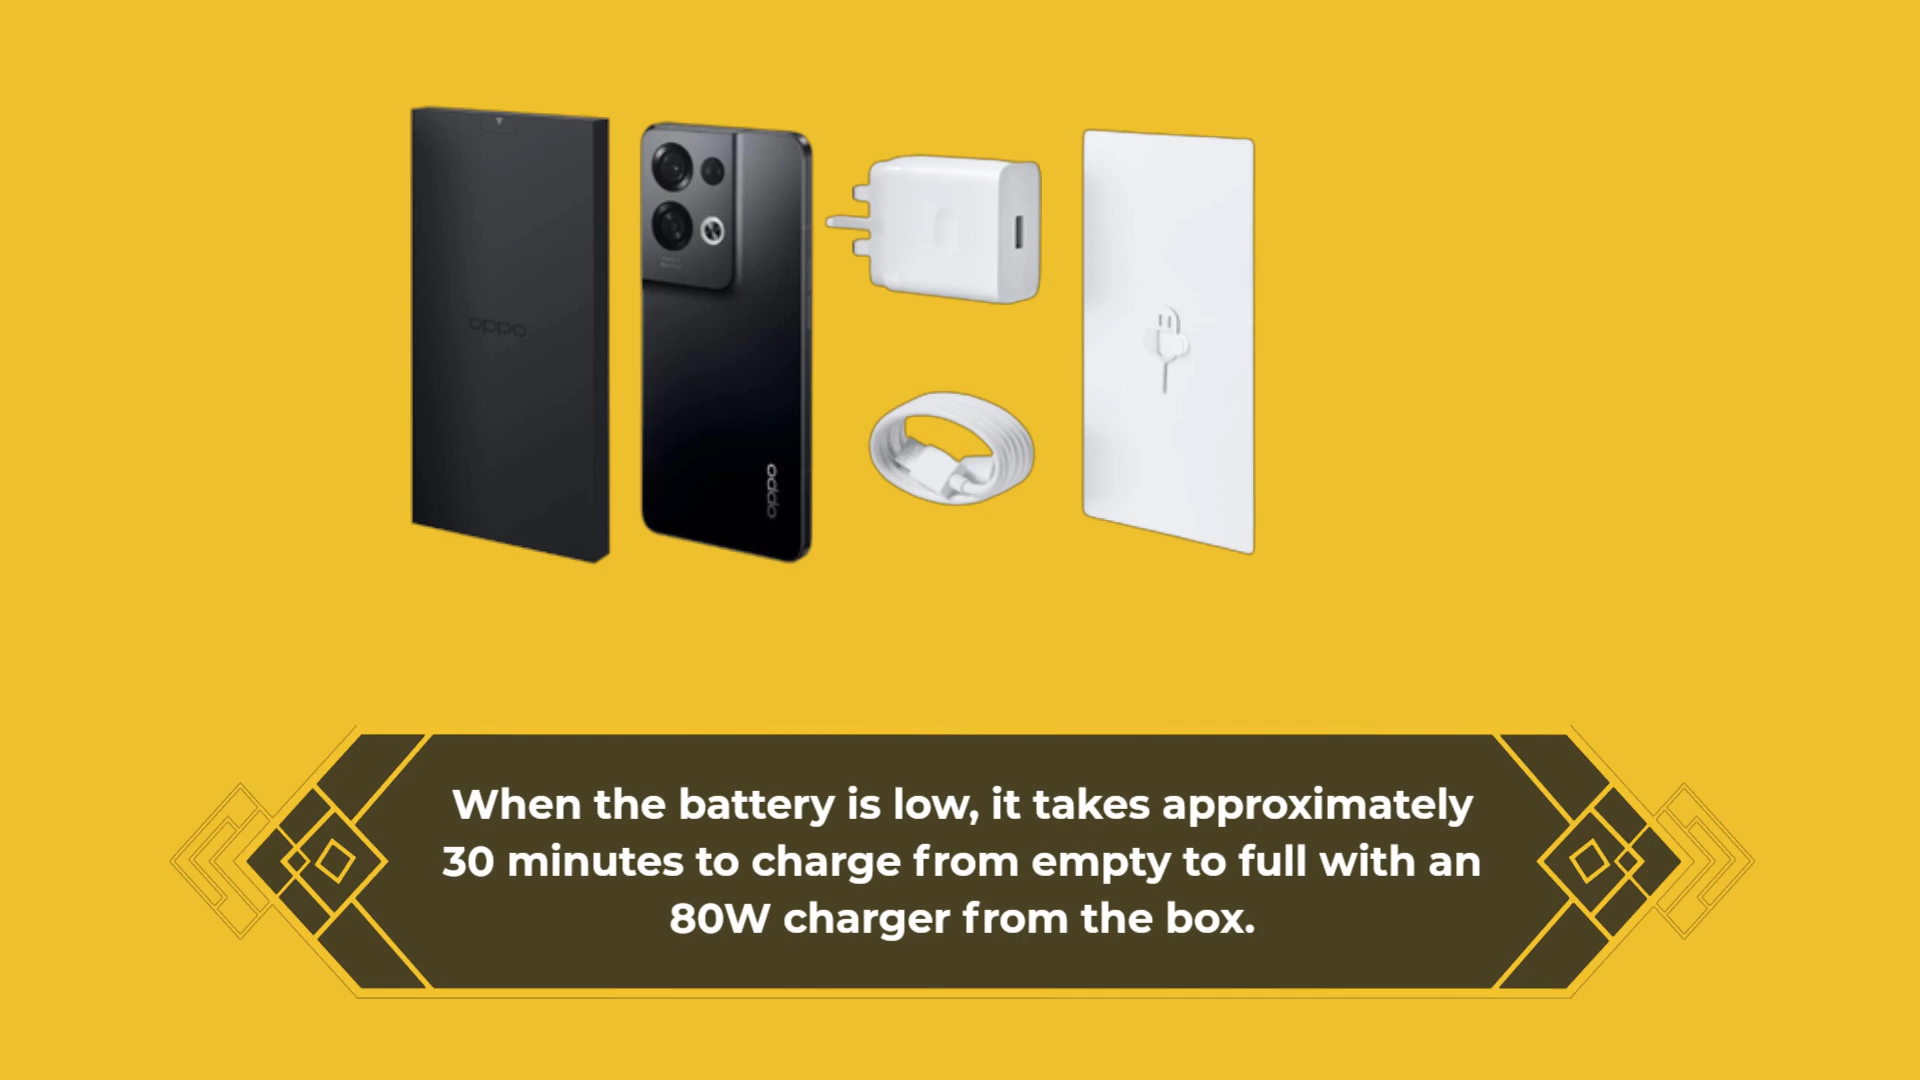 oppo
oppo
When the battery is low, it takes approximately
30 minutes to charge from empty to full with an
80W charger from the box.